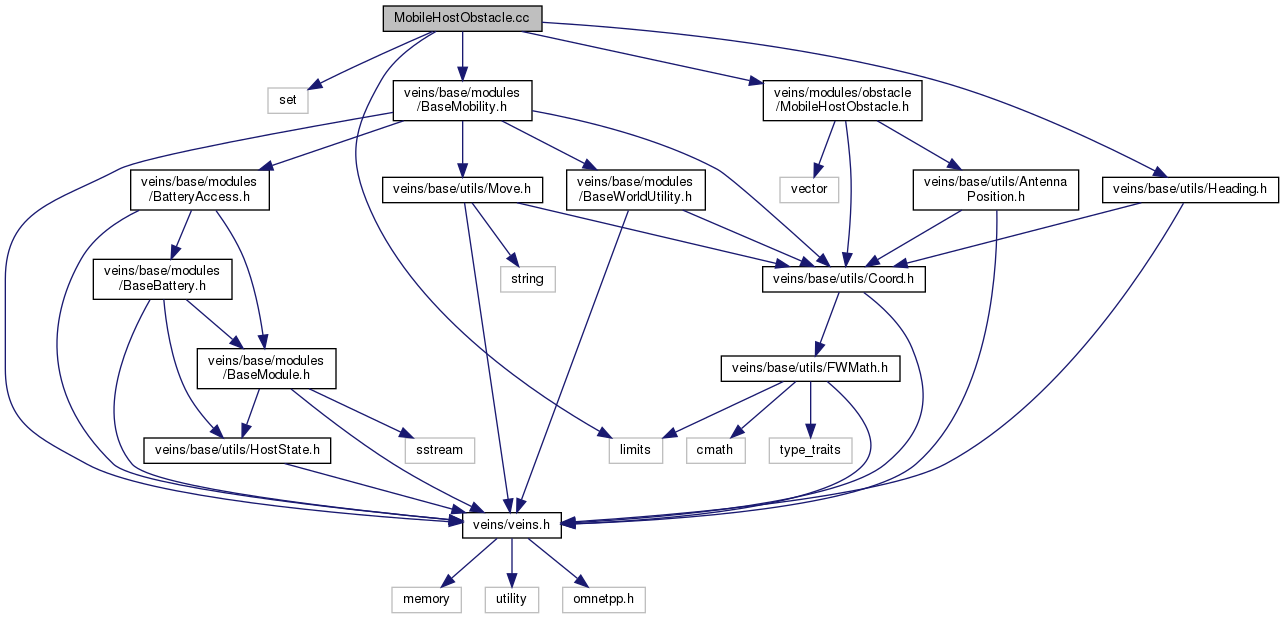 MobileHostObstacle.cc
set
veins/base/modules
/BaseMobility.h
veins/modules/obstacle
/MobileHostObstacle.h
veins/base/modules
/BatteryAccess.h
veins/base/utils/Move.h
veins/base/modules
/BaseWorldUtility.h
vector
veins/base/utils/Antenna
Position.h
veins/base/utils/Heading.h
veins/base/modules
/BaseBattery.h
string
veins/base/utils/Coord.h
veins/base/modules
/BaseModule.h
veins/base/utils/FWMath.h
veins/base/utils/HostState.h
sstream
limits
cmath
type_traits
veins/veins.h
memory
utility
omnetpp.h